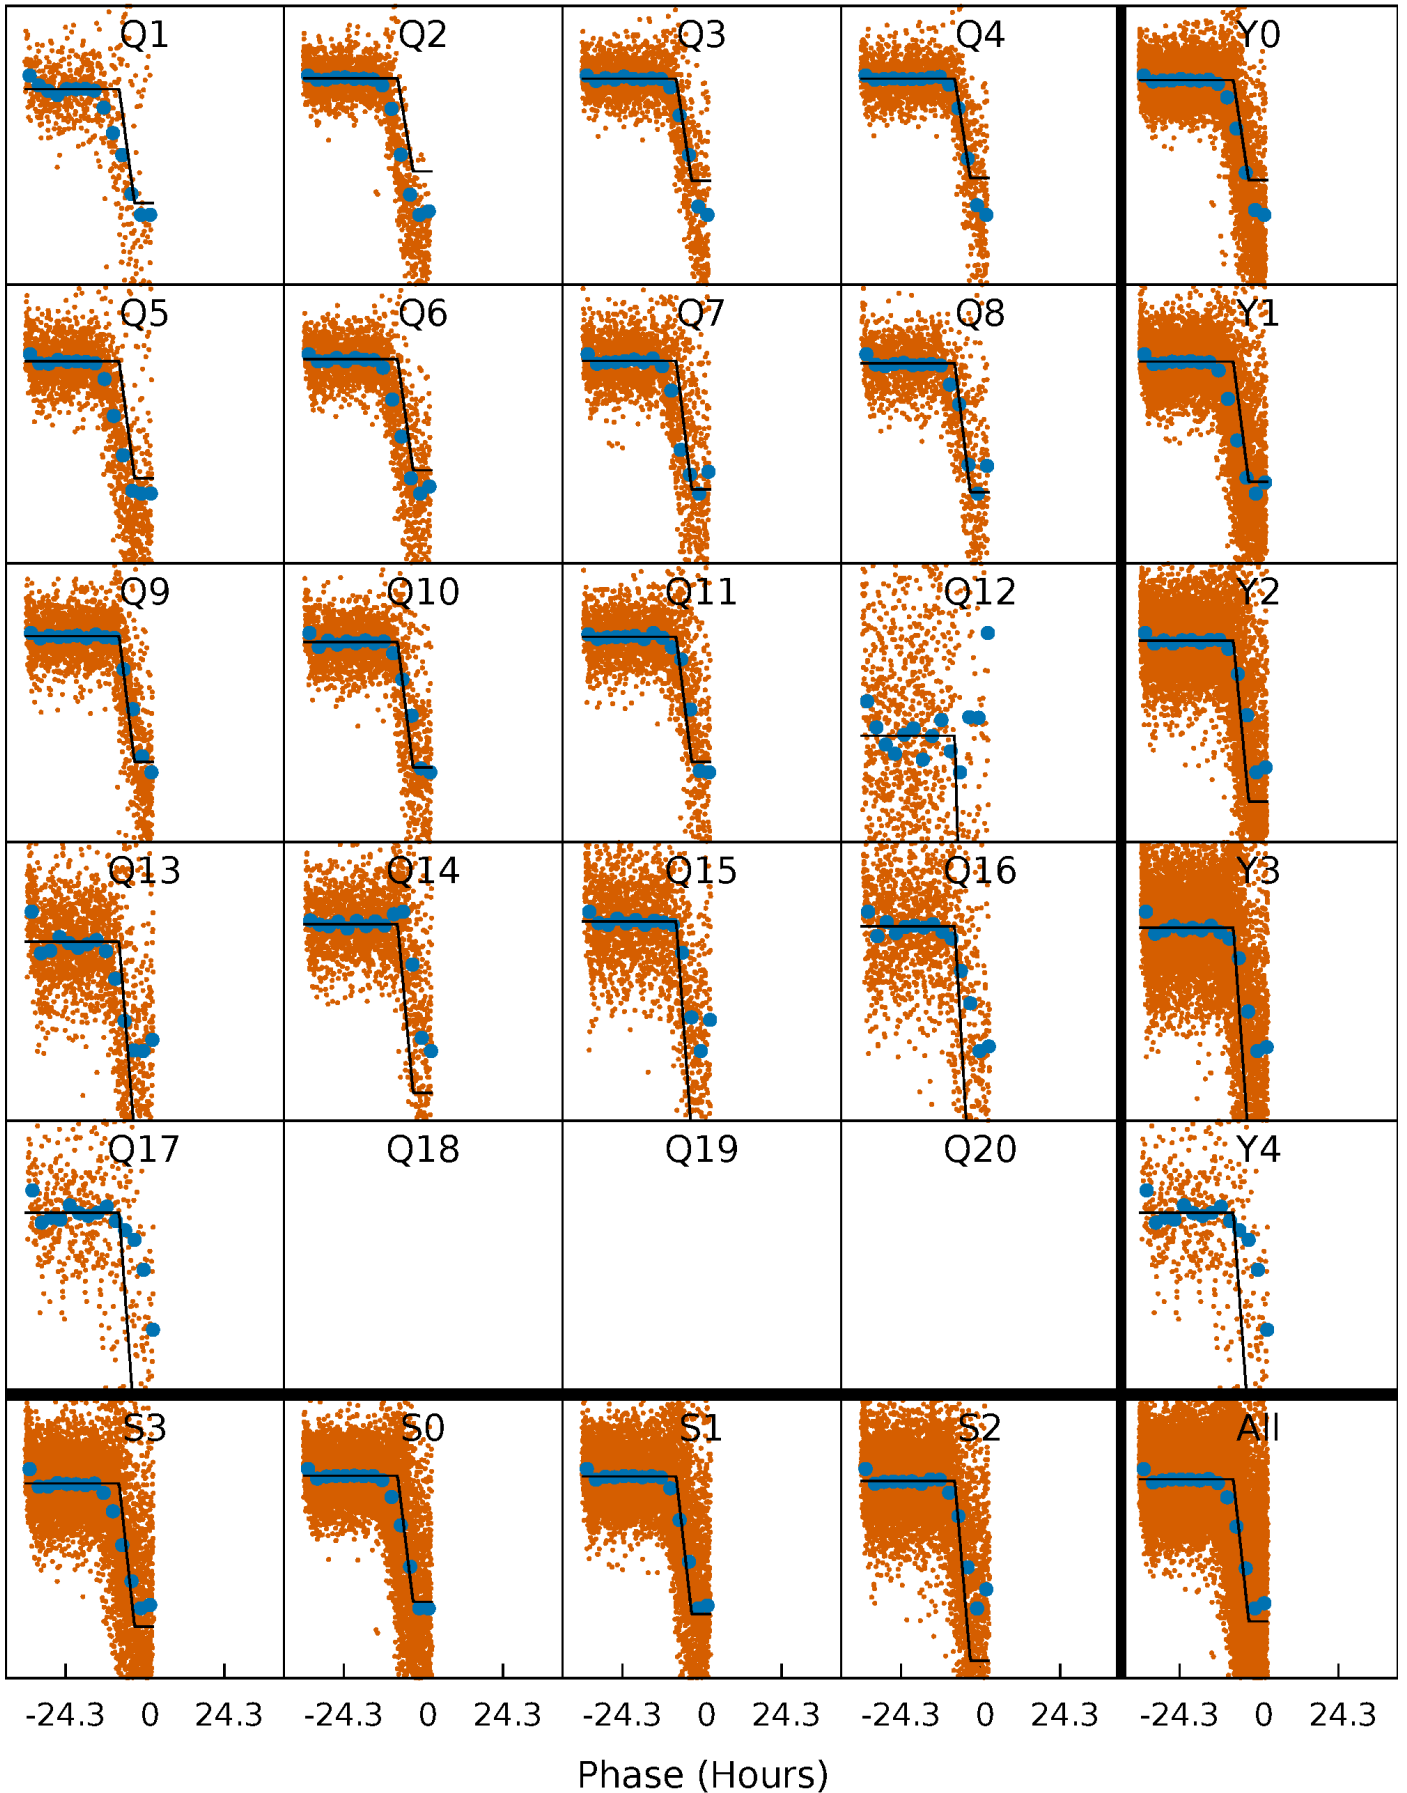 Q1 Q2 Q3 Q4 Y0
Q5 Q6 Q7 Q8 Y1
Q9 Q10 Q11 Q12 Y2
Q13 Q14 Q15 Q16 Y3
Q17 Q18 Q19 Q20 Y4
S3 S0 S1 S2 All
-24.3 0 24.3 -24.3 0 24.3 -24.3 0 24.3 -24.3 0 24.3 -24.3 0 24.3
Phase (Hours)